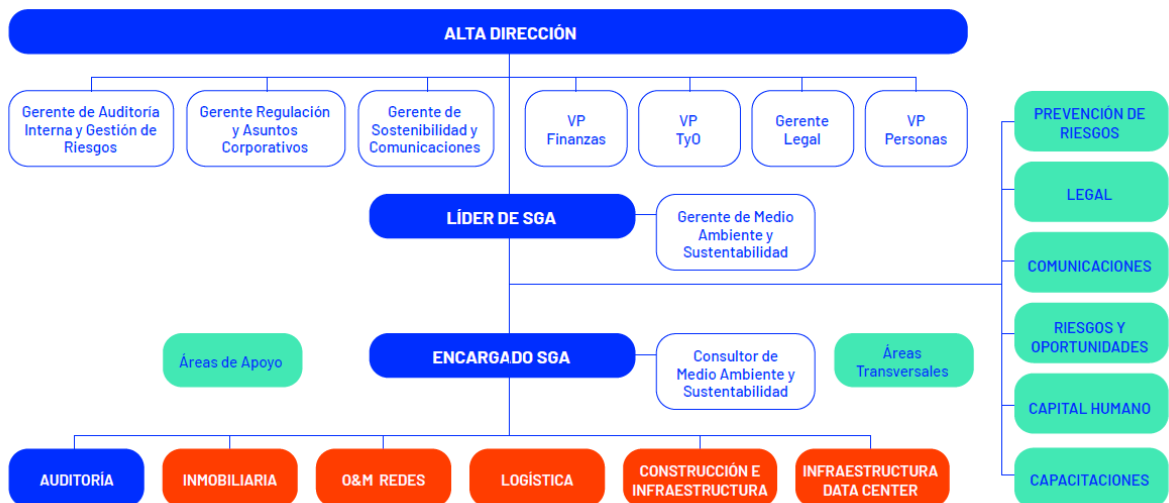 ALTA DIRECCIÓN
Gerente de Auditoría
Interna y Gestión de
Riesgos
Gerente Regulación
y Asuntos
Corporativos
Gerente de
Sostenibilidad y
Comunicaciones
VP
Finanzas
VP
TyO
Gerente
Legal
VP
Personas
PREVENCIÓN DE
RIESGOS
LEGAL
COMUNICACIONES
RIESGOS Y
OPORTUNIDADES
CAPITAL HUMANO
CAPACITACIONES
LÍDER DE SGA
Gerente de Medio
Ambiente y
Sustentabilidad
Áreas de Apoyo
ENCARGADO SGA
Consultor de
Medio Ambiente y
Sustentabilidad
Áreas
Transversales
AUDITORÍA
INMOBILIARIA
O&M REDES
LOGÍSTICA
CONSTRUCCIÓN E
INFRAESTRUCTURA
INFRAESTRUCTURA
DATA CENTER